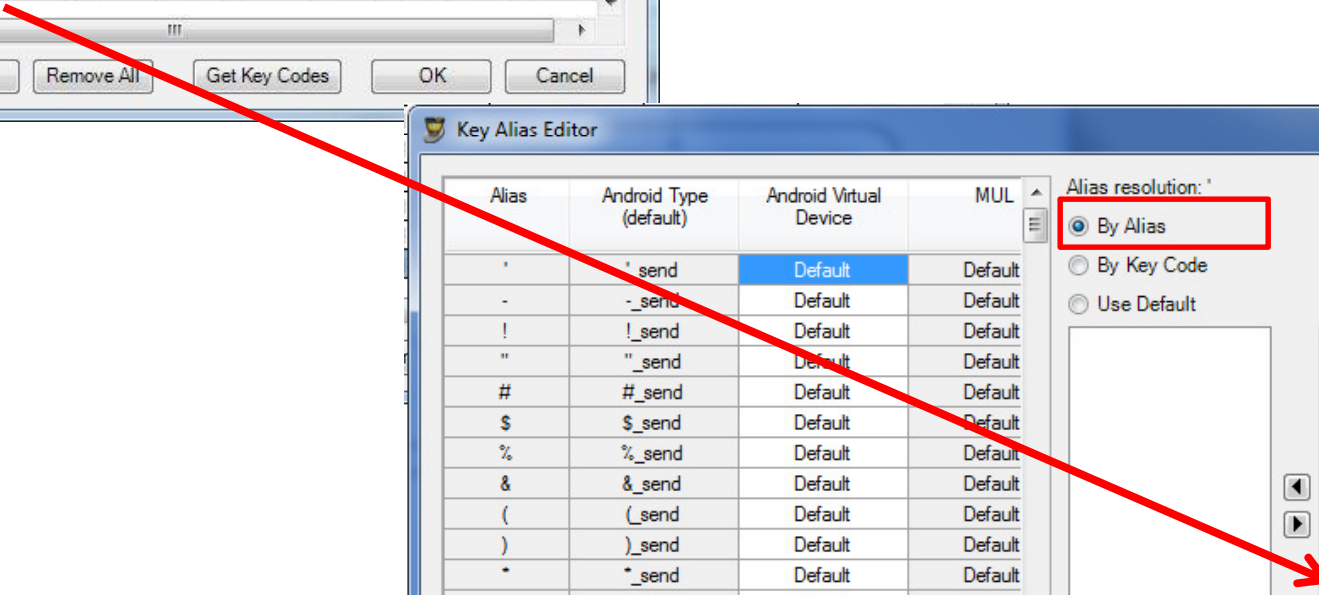 Remove All Get Key Codes OK Cancel
Key Alias Editor
Alias Android Type (default) Android Virtual Device MUL
Alias resolution: '
By Alias
By Key Code
Use Default
' '_send Default Default
- -_send Default Default
! !_send Default Default
" "_send Default Default
# #_send Default Default
$ $_send Default Default
% %_send Default Default
& &_send Default Default
( (_send Default Default
) )_send Default Default
* *_send Default Default